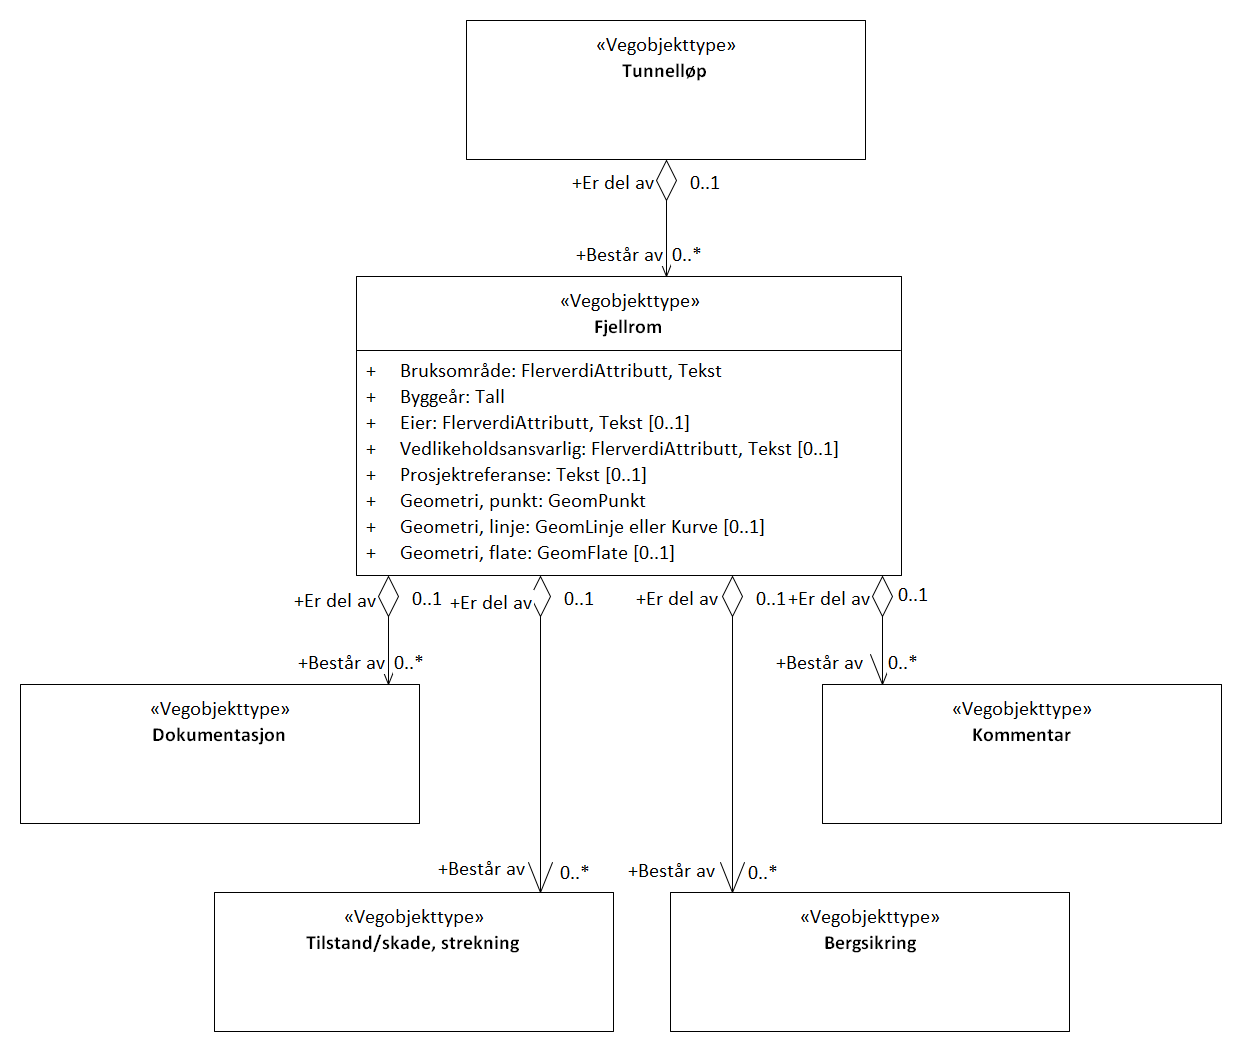 «Vegobjekttype»
Tunnelløp
+Er del av 0..1
+Består av 0..*
«Vegobjekttype»
Fjellrom
+ Bruksområde: FlerverdiAttributt, Tekst
+ Byggeår: Tall
+ Eier: FlerverdiAttributt, Tekst [0..1]
+ Vedlikeholdsansvarlig: FlerverdiAttributt, Tekst [0..1]
+ Prosjektreferanse: Tekst [0..1]
+ Geometri, punkt: GeomPunkt
+ Geometri, linje: GeomLinje eller Kurve [0..1]
+ Geometri, flate: GeomFlate [0..1]
+Er del av 0..1 +Er del av 0..1 +Er del av 0..1 +Er del av 0..1
+Består av 0..* +Består av 0..*
«Vegobjekttype»
Dokumentasjon
«Vegobjekttype»
Kommentar
+Består av 0..* +Består av 0..*
«Vegobjekttype»
Tilstand/skade, strekning
«Vegobjekttype»
Bergsikring